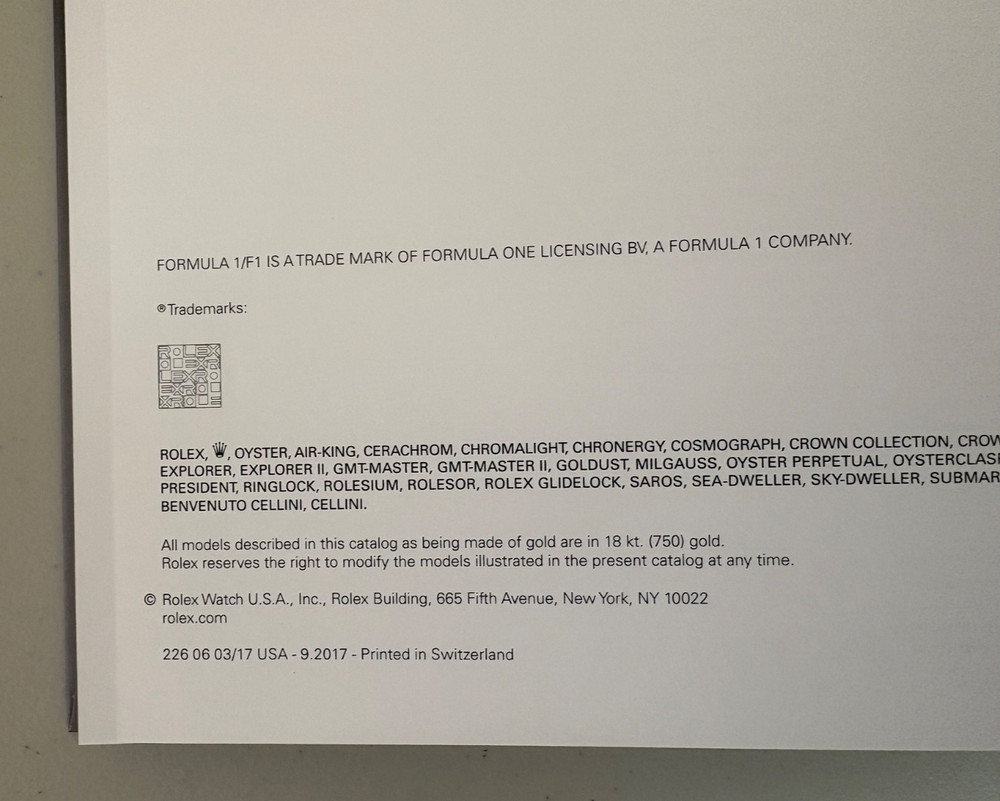 FORMULA 1/F1 IS A TRADE MARK OF FORMULA ONE LICENSING BV, A FORMULA 1 COMPANY.
®Trademarks:
ROLEX
O EXR
EXRO
EXRO
XRO E
ROLEX, , OYSTER, AIR-KING, CERACHROM, CHROMALIGHT, CHRONERGY, COSMOGRAPH, CROWN COLLECTION,
EXPLORER, EXPLORER II, GMT-MASTER, GMT-MASTER II, GOLDUST, MILGAUSS, OYSTER PERPETUAL,
PRESIDENT, RINGLOCK, ROLESIUM, ROLESOR, ROLEX GLIDELOCK, SAROS, SEA-DWELLER, SKY-DWELLER,
BENVENUTO CELLINI, CELLINI.
All models described in this catalog as being made of gold are in 18 kt. (750) gold.
Rolex reserves the right to modify the models illustrated in the present catalog at any time.
© Rolex Watch U.S.A., Inc., Rolex Building, 665 Fifth Avenue, New York, NY 10022
rolex.com
226 06 03/17 USA - 9.2017 - Printed in Switzerland